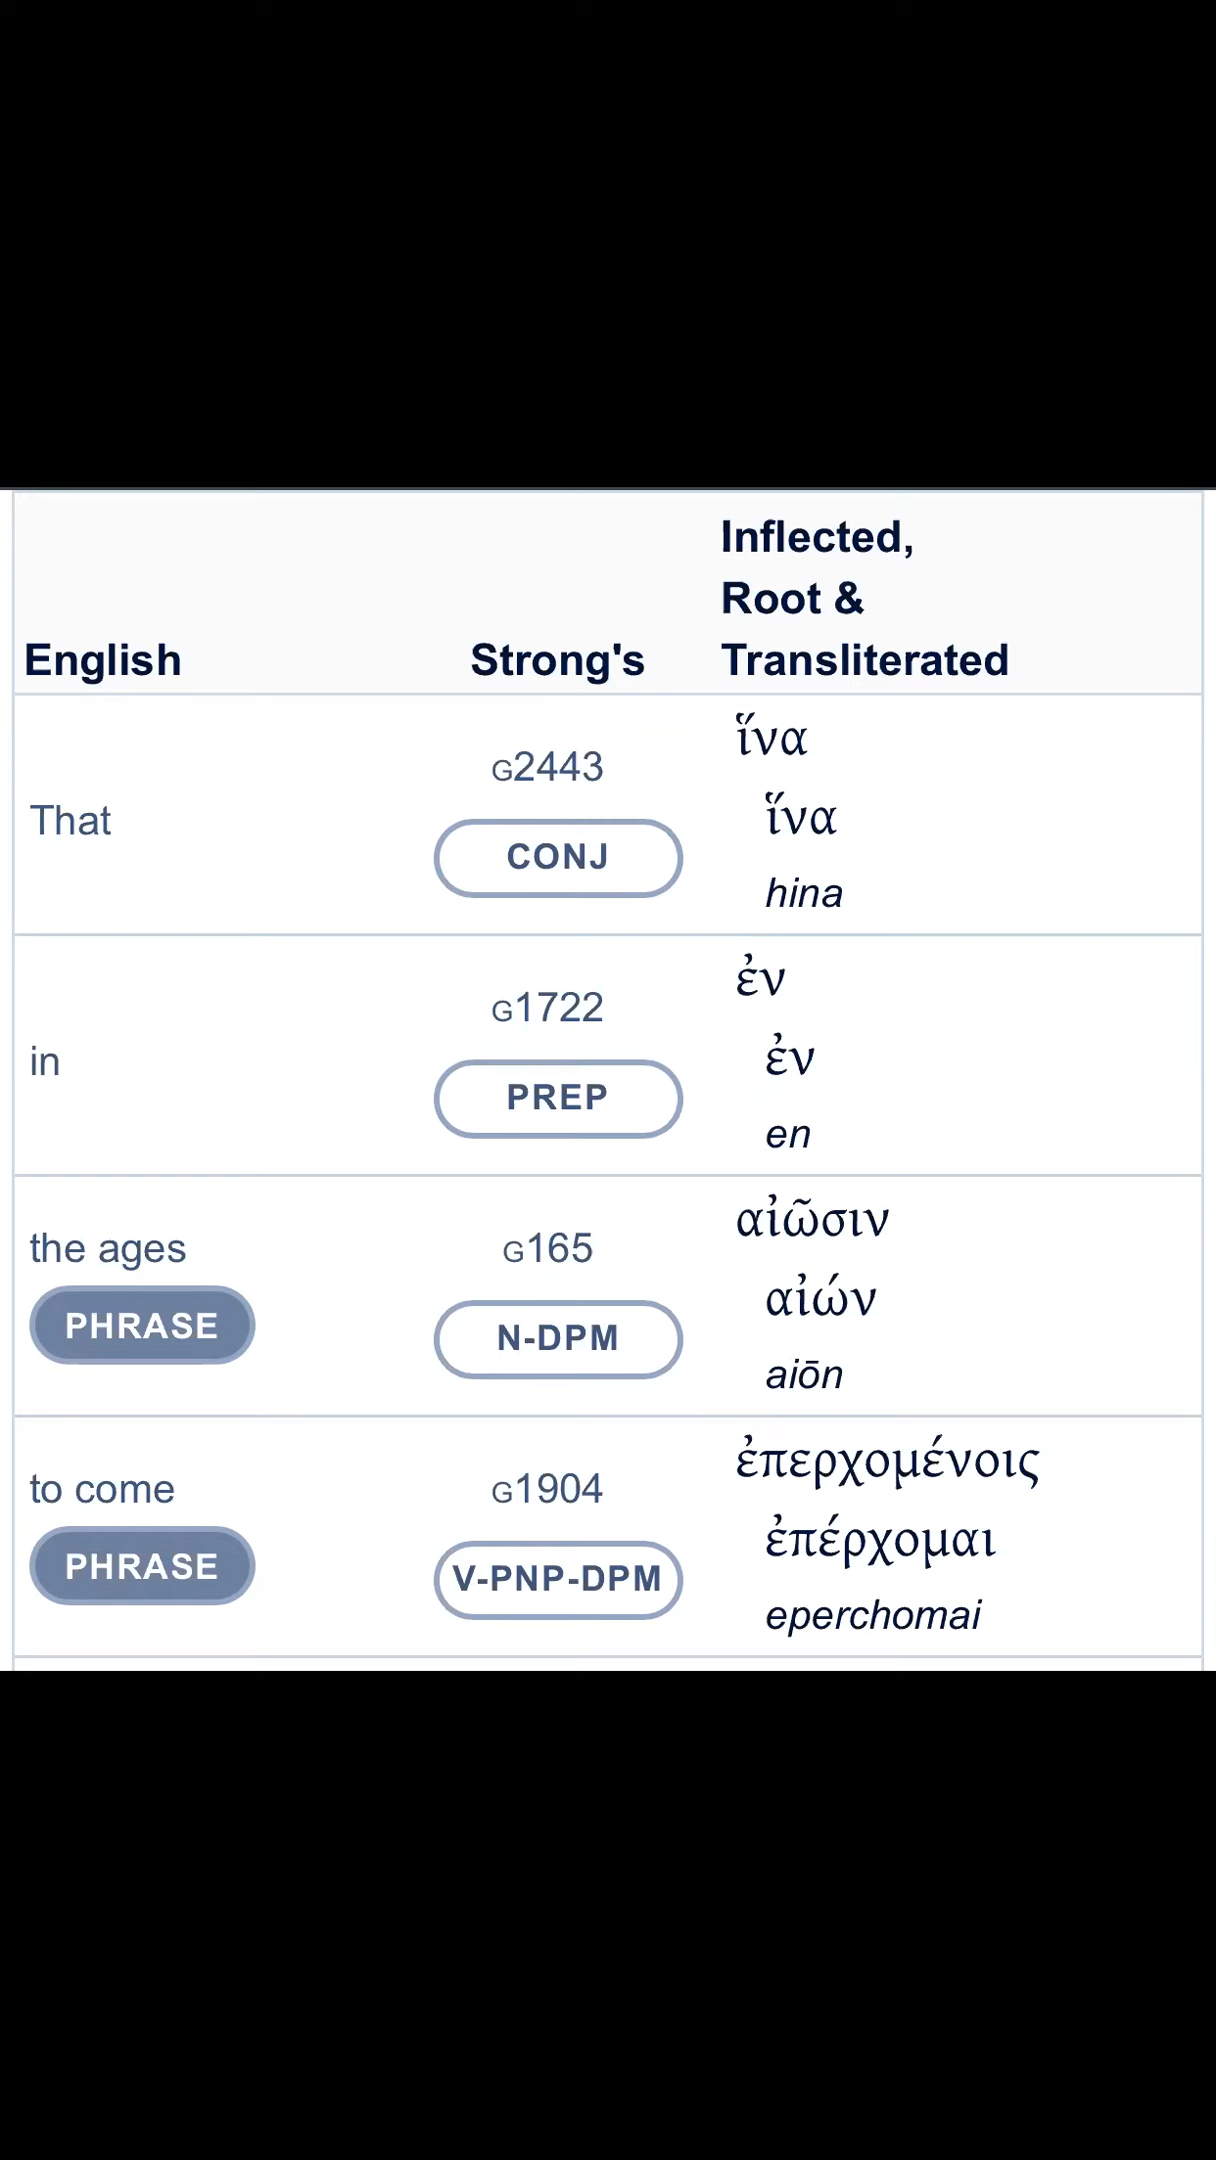 English
Strong's
Inflected,
Root &
Transliterated
That
G2443
CONJ
ἵνα
ἵνα
hina
in
G1722
PREP
ἐν
ἐν
en
the ages
PHRASE
G165
N-DPM
αἰῶσιν
αἰών
aiōn
to come
PHRASE
G1904
V-PNP-DPM
ἐπερχομένοις
ἐπέρχομαι
eperchomai